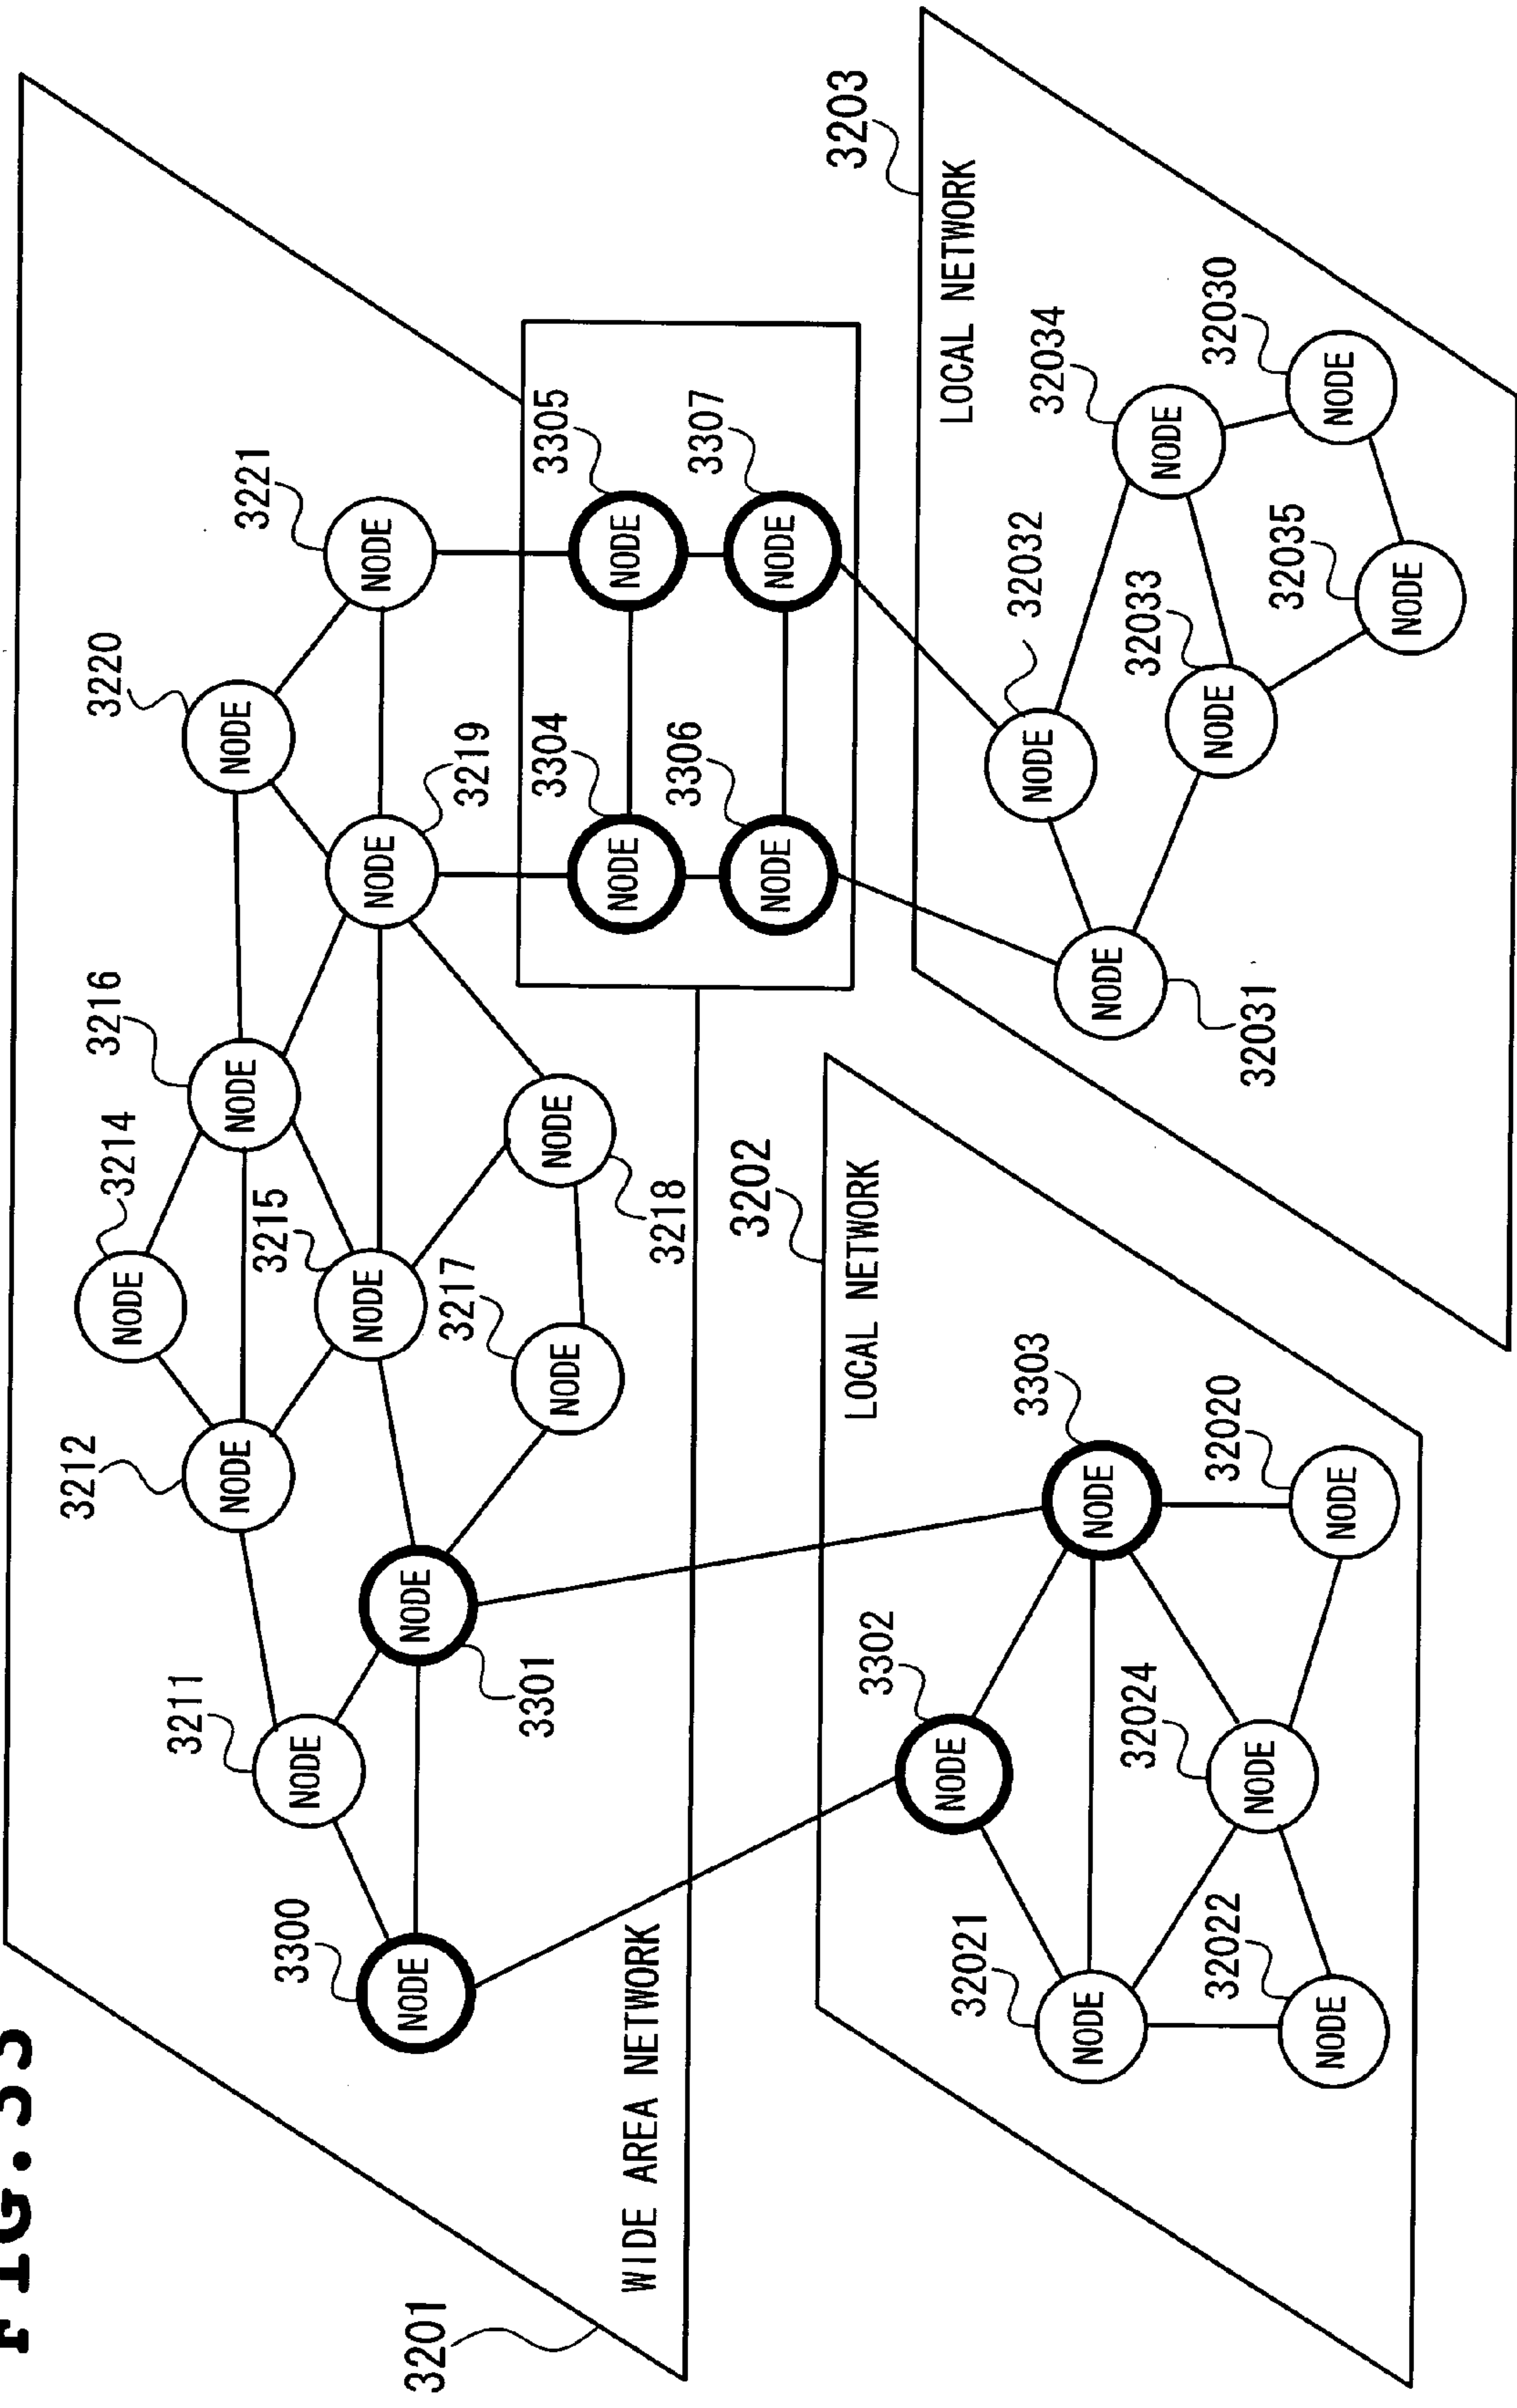 FIG.33
3212
3214
3216
3220
NODE
3211
NODE
NODE
NODE
3221
3215
3300
NODE
NODE
NODE
NODE
NODE
NODE
3201
3217
3219
3301
3304
3305
NODE
NODE
NODE
NODE
WIDE AREA NETWORK
3218
3306
3307
3202
NODE
NODE
3203
LOCAL NETWORK
3302
NODE
LOCAL NETWORK
32021
3303
32032
32034
NODE
NODE
NODE
NODE
32024
32033
NODE
32022
32020
32030
NODE
NODE
32031
32035
NODE
NODE
NODE
NODE